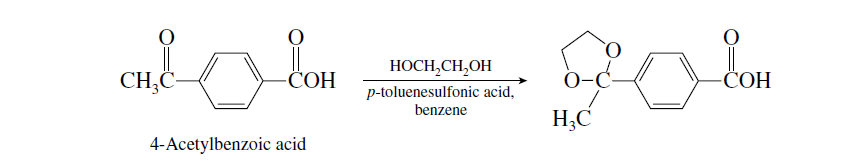 O O O O
CH₃C COH HOCH₂CH₂OH O–C COH
p-toluenesulfonic acid,
benzene
H₃C
4-Acetylbenzoic acid